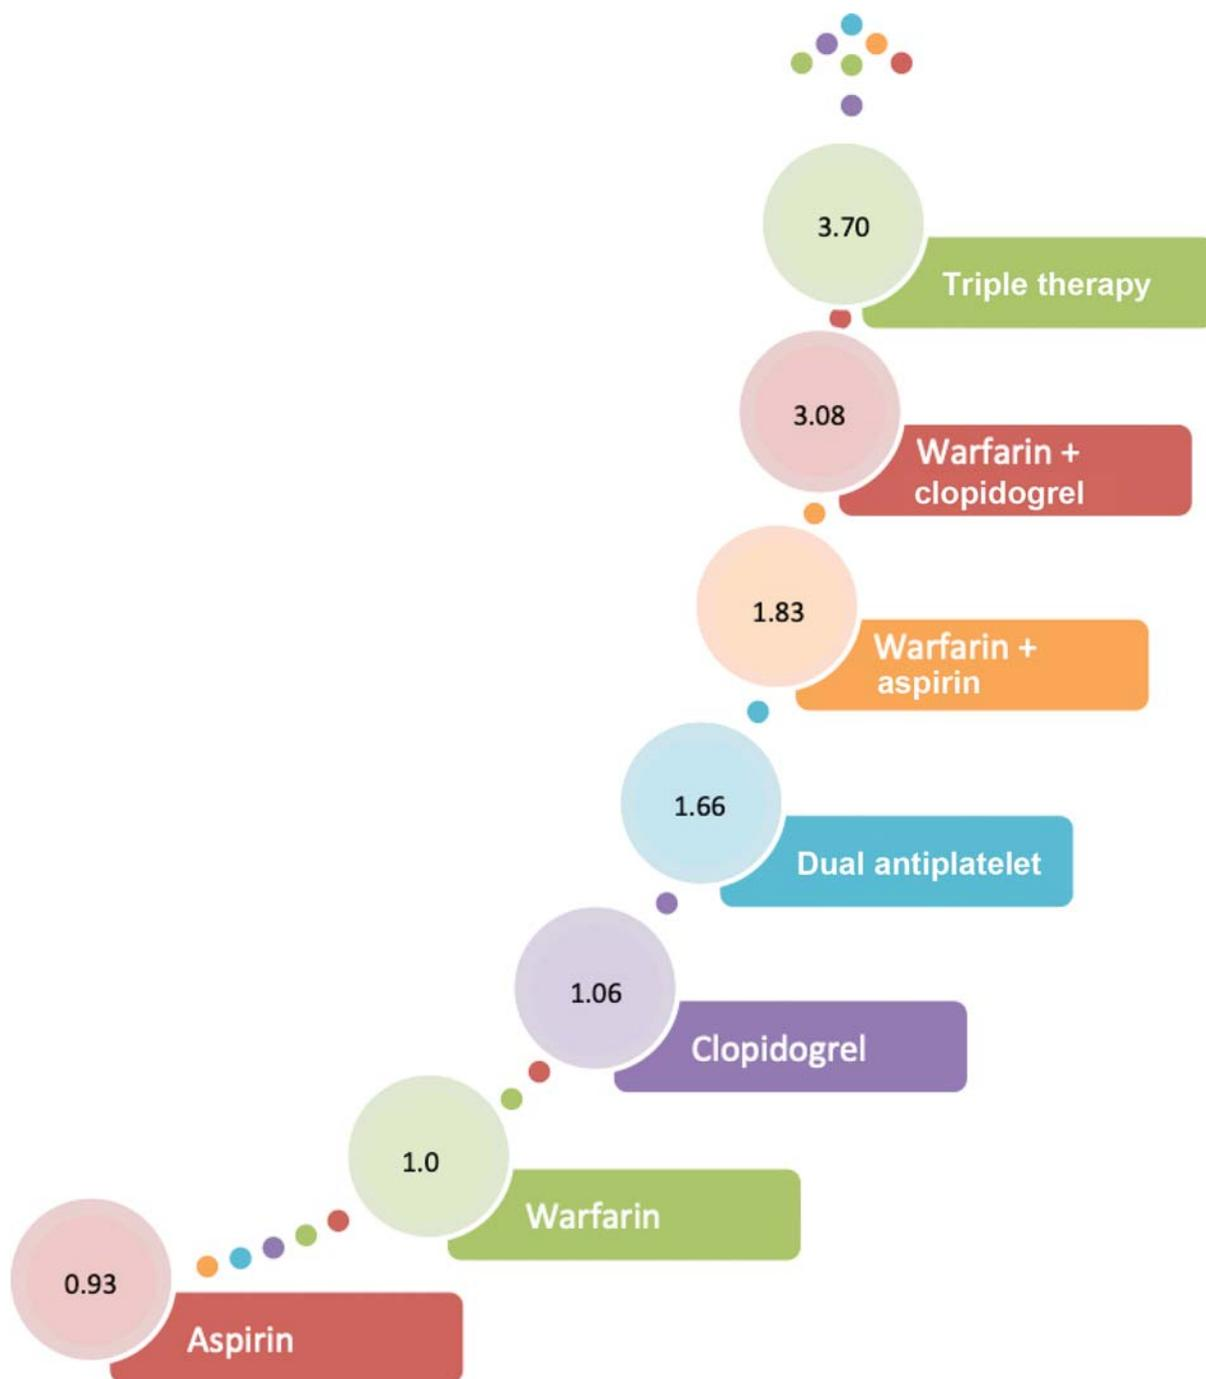 3.70
Triple therapy
3.08
Warfarin +
clopidogrel
1.83
Warfarin +
aspirin
1.66
Dual antiplatelet
1.06
Clopidogrel
1.0
Warfarin
0.93
Aspirin